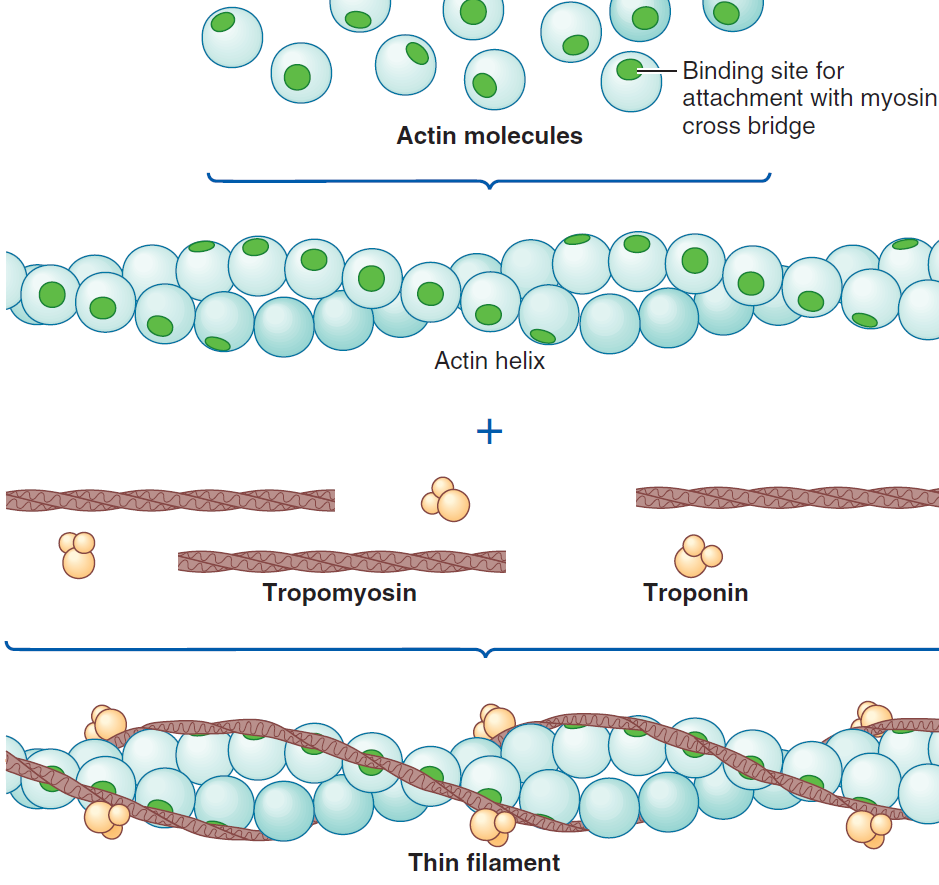 Binding site for
attachment with myosin
cross bridge
Actin molecules
Actin helix
+
Tropomyosin
Troponin
Thin filament